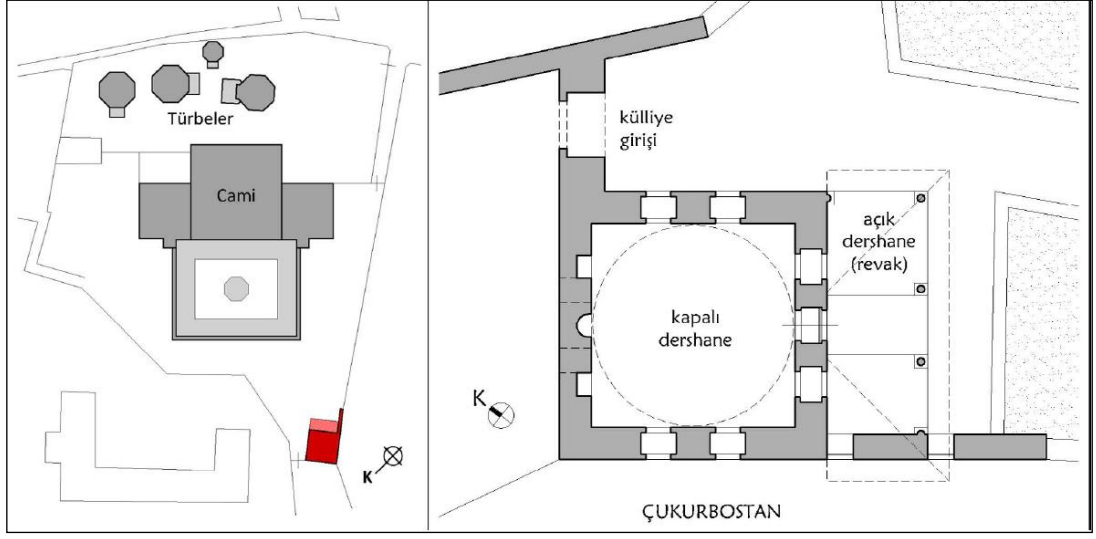 Türbeler
Cami
K
külliye
girişi
açık
dershane
(revak)
kapalı
dershane
K
ÇUKURBOSTAN